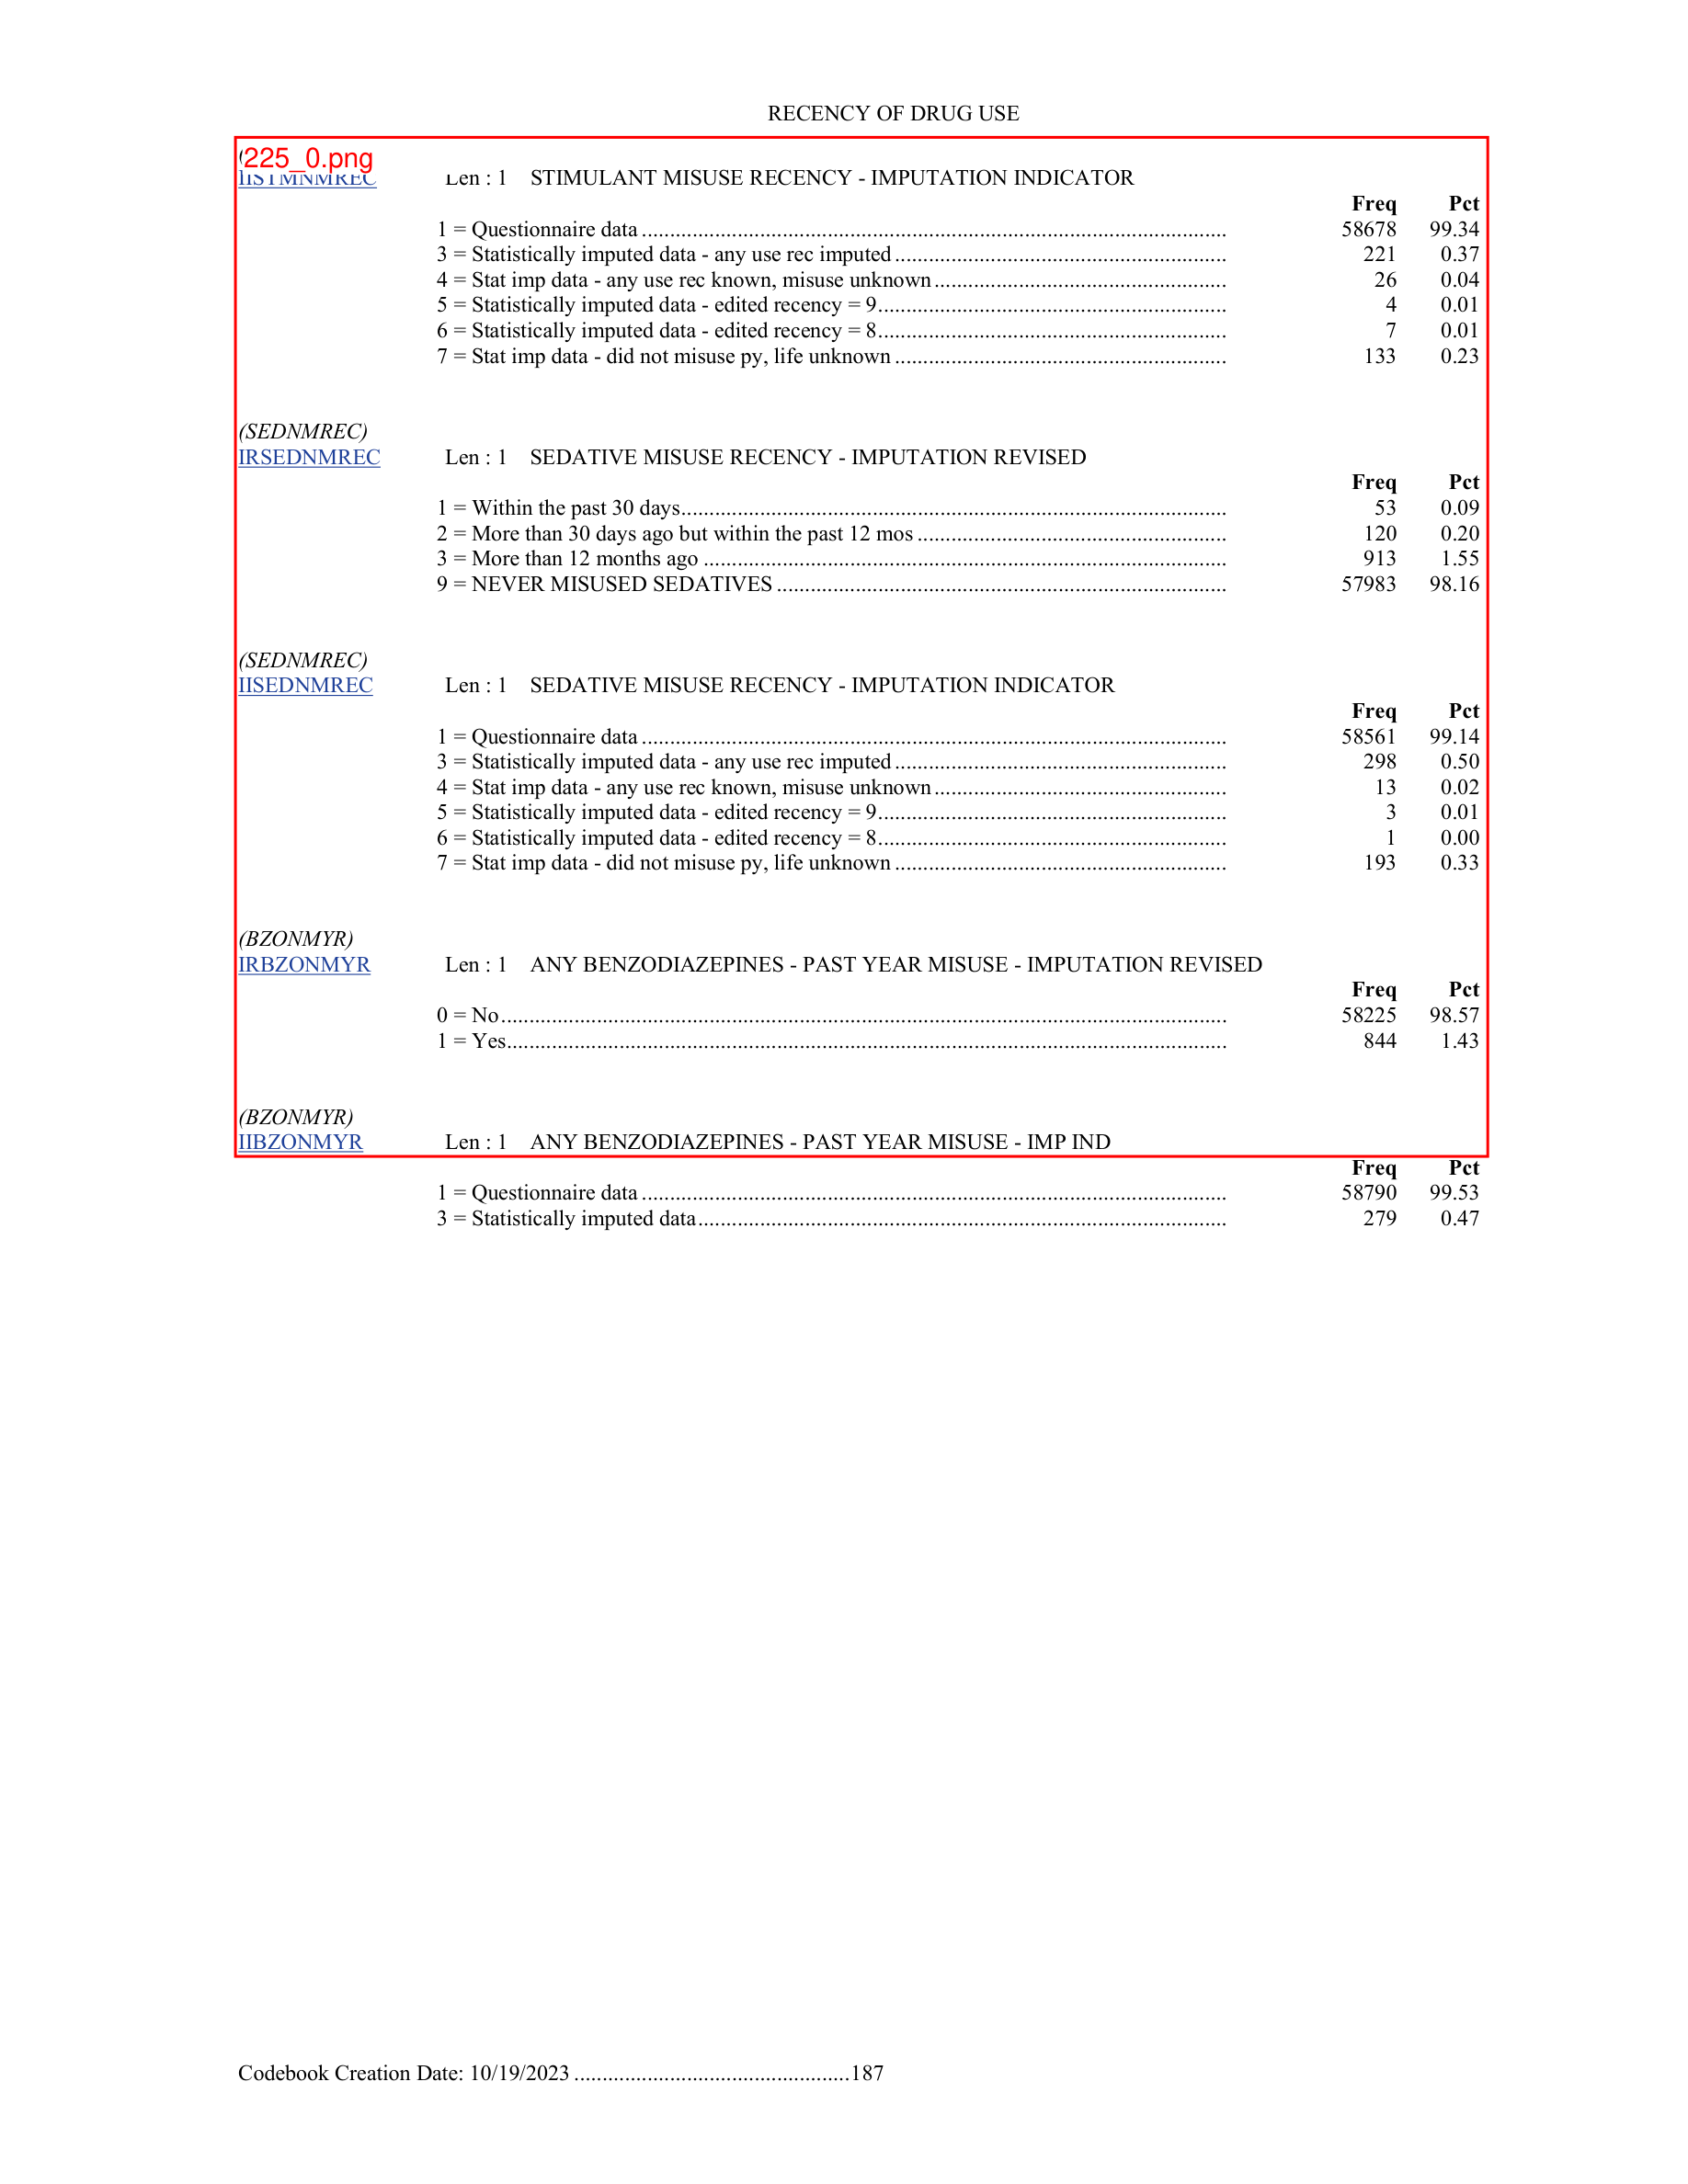 RECENCY OF DRUG USE
225_0.png
IISTMNMREC Len : 1 STIMULANT MISUSE RECENCY - IMPUTATION INDICATOR
Freq Pct
1 = Questionnaire data ........................................................................................................ 58678 99.34
3 = Statistically imputed data - any use rec imputed ........................................................... 221 0.37
4 = Stat imp data - any use rec known, misuse unknown .................................................... 26 0.04
5 = Statistically imputed data - edited recency = 9.............................................................. 4 0.01
6 = Statistically imputed data - edited recency = 8.............................................................. 7 0.01
7 = Stat imp data - did not misuse py, life unknown ........................................................... 133 0.23
(SEDNMREC)
IRSEDNMREC Len : 1 SEDATIVE MISUSE RECENCY - IMPUTATION REVISED
Freq Pct
1 = Within the past 30 days................................................................................................. 53 0.09
2 = More than 30 days ago but within the past 12 mos ....................................................... 120 0.20
3 = More than 12 months ago ............................................................................................. 913 1.55
9 = NEVER MISUSED SEDATIVES ................................................................................ 57983 98.16
(SEDNMREC)
IISEDNMREC Len : 1 SEDATIVE MISUSE RECENCY - IMPUTATION INDICATOR
Freq Pct
1 = Questionnaire data ........................................................................................................ 58561 99.14
3 = Statistically imputed data - any use rec imputed ........................................................... 298 0.50
4 = Stat imp data - any use rec known, misuse unknown .................................................... 13 0.02
5 = Statistically imputed data - edited recency = 9.............................................................. 3 0.01
6 = Statistically imputed data - edited recency = 8.............................................................. 1 0.00
7 = Stat imp data - did not misuse py, life unknown ........................................................... 193 0.33
(BZONMYR)
IRBZONMYR Len : 1 ANY BENZODIAZEPINES - PAST YEAR MISUSE - IMPUTATION REVISED
Freq Pct
0 = No................................................................................................................................. 58225 98.57
1 = Yes................................................................................................................................ 844 1.43
(BZONMYR)
IIBZONMYR Len : 1 ANY BENZODIAZEPINES - PAST YEAR MISUSE - IMP IND
Freq Pct
1 = Questionnaire data ........................................................................................................ 58790 99.53
3 = Statistically imputed data.............................................................................................. 279 0.47
Codebook Creation Date: 10/19/2023 .................................................187